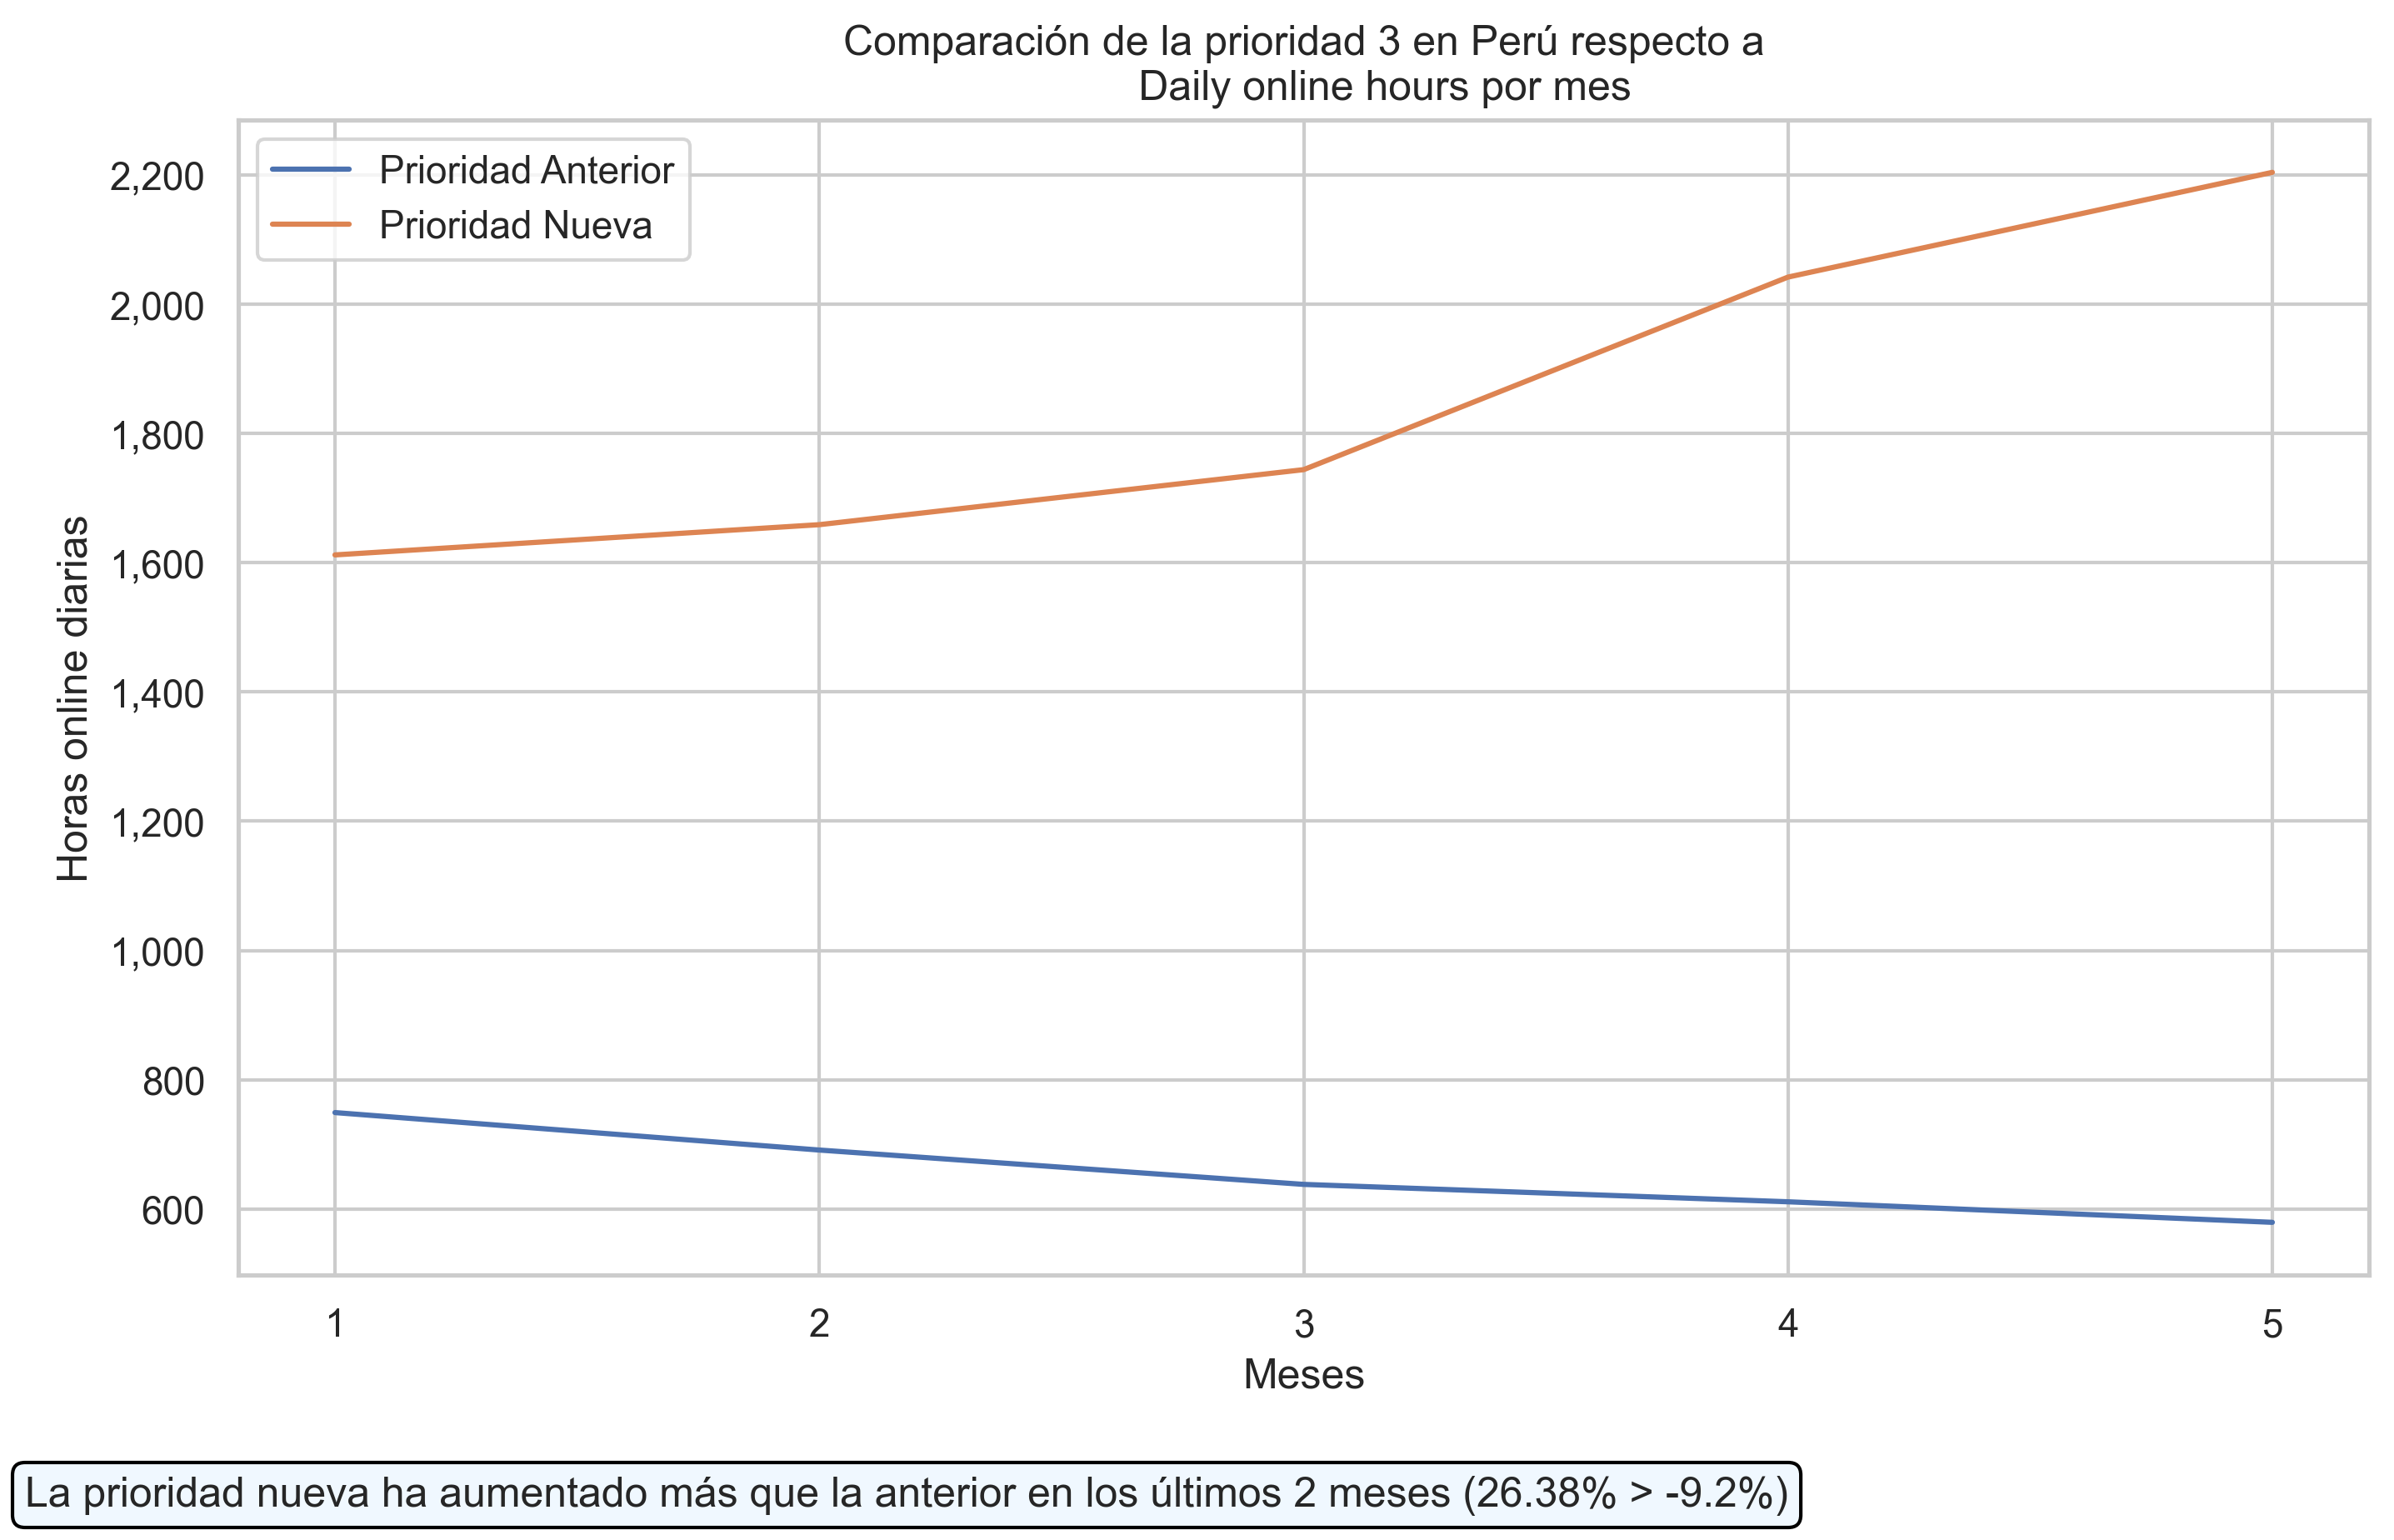 Comparación de la prioridad 3 en Perú respecto a
Daily online hours por mes
Prioridad Anterior
Prioridad Nueva
2,200
2,000
1,800
1,600
1,400
1,200
1,000
800
600
Horas online diarias
1 2 3 4 5
Meses
La prioridad nueva ha aumentado más que la anterior en los últimos 2 meses (26.38% > -9.2%)